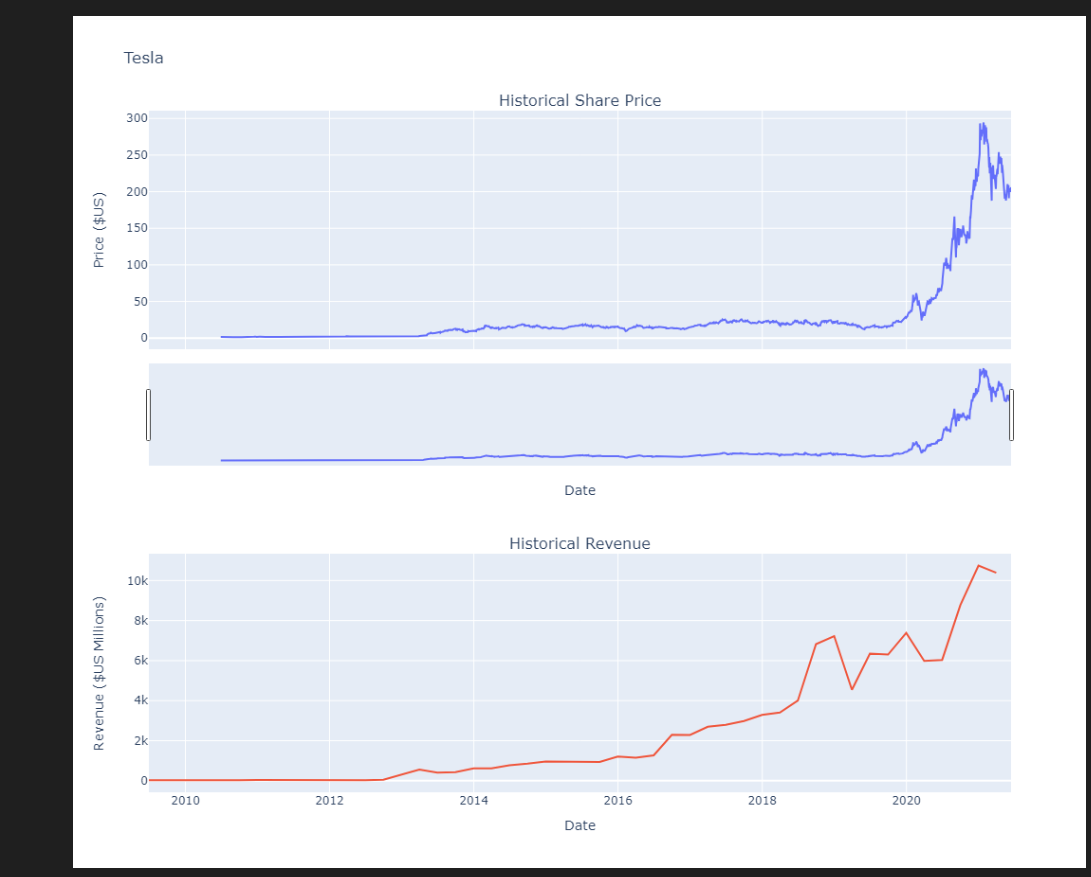 Tesla
Historical Share Price
300
250
200
150
100
50
0
Price ($US)
Date
Historical Revenue
10k
8k
6k
4k
2k
0
Revenue ($US Millions)
2010 2012 2014 2016 2018 2020
Date